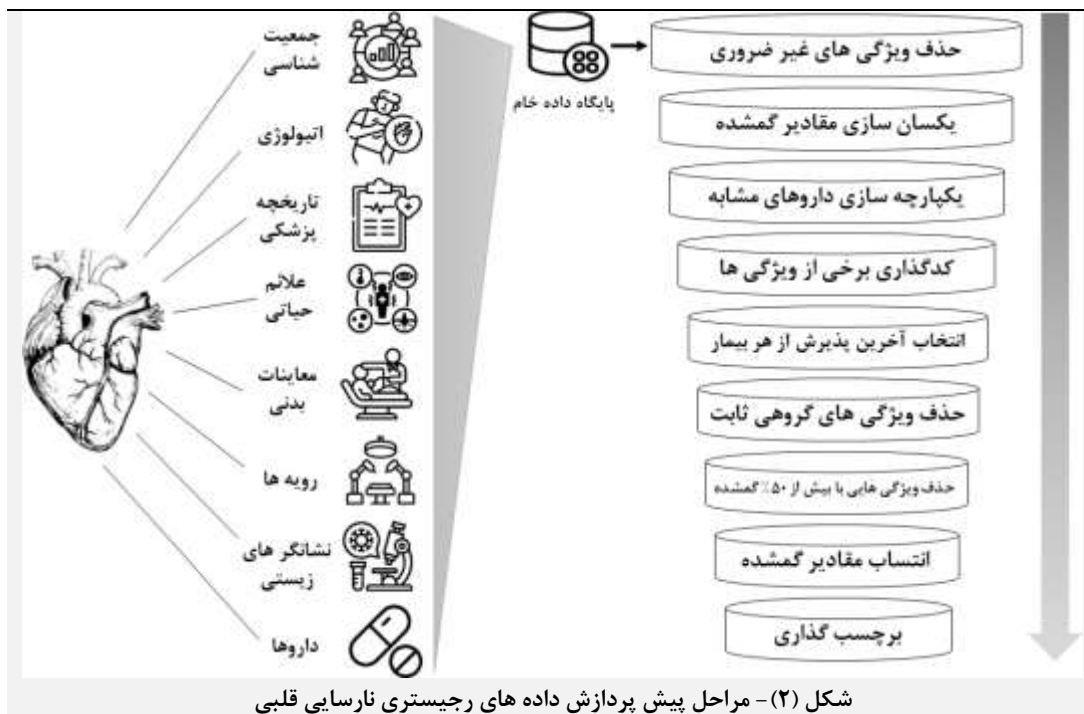 جمعیت
شناسی
اتیولوژی
تاریخچه
پزشکی
علائم
حیاتی
معاینات
بدنی
رویه ها
نشانگر های
زیستی
داروها
پایگاه داده خام
حذف ویژگی های غیر ضروری
یکسان سازی مقادیر گمشده
یکپارچه سازی داروهای مشابه
کدگذاری برخی از ویژگی ها
انتخاب آخرین پذیرش از هر بیمار
حذف ویژگی های گروهی ثابت
حذف ویژگی هایی با بیش از ۵۰٪ گمشده
انتساب مقادیر گمشده
برچسب گذاری
شکل (۲)- مراحل پیش پردازش داده های رجیستری نارسایی قلبی